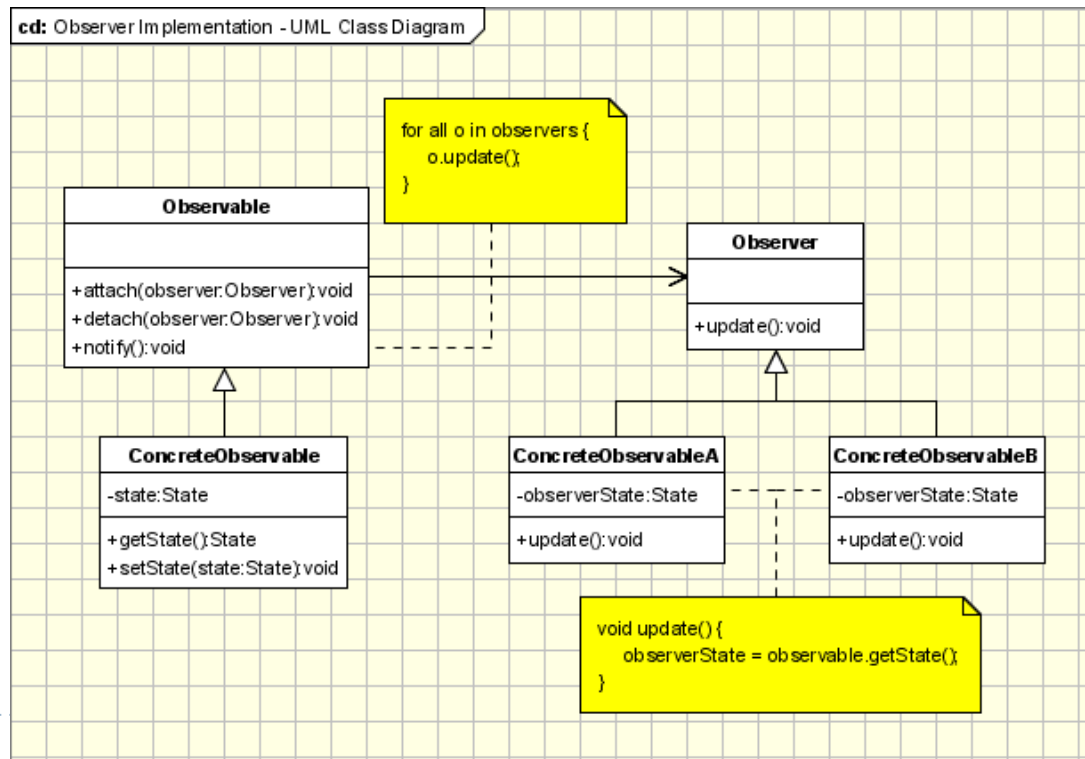 cd: Observer Implementation - UML Class Diagram
for all o in observers {
o.update();
}
Observable
+attach(observer:Observer):void
+detach(observer:Observer):void
+notify():void
Observer
+update():void
ConcreteObservable
-state:State
+getState():State
+setState(state:State):void
ConcreteObservableA
-observerState:State
+update():void
ConcreteObservableB
-observerState:State
+update():void
void update() {
observerState = observable.getState();
}